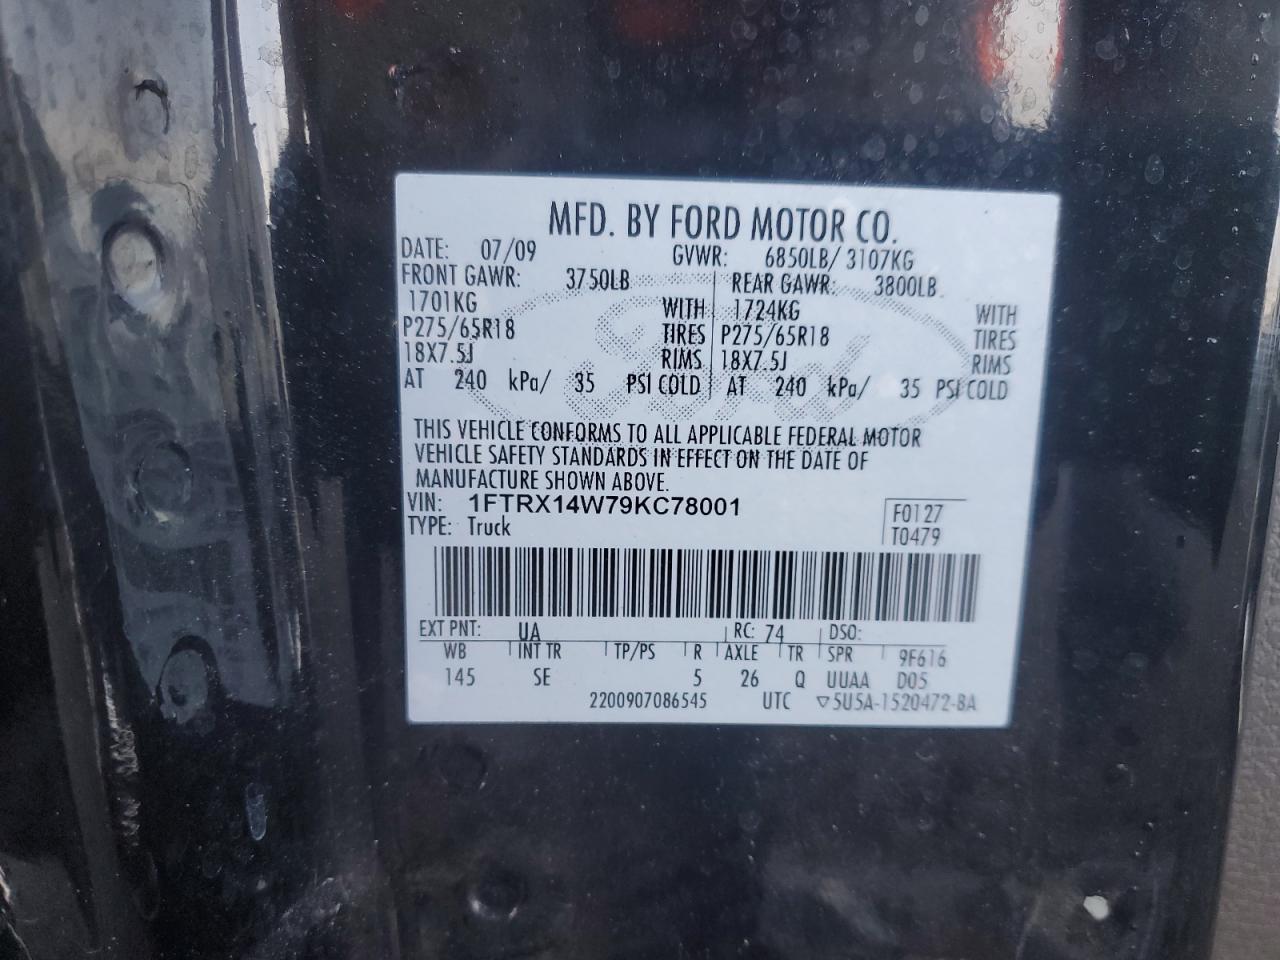 MFD. BY FORD MOTOR CO.
DATE: 07/09 GVWR: 6850LB/ 3107KG
FRONT GAWR: 3750LB REAR GAWR: 3800LB
1701KG WITH 1724KG WITH
P275/65R18 TIRES P275/65R18 TIRES
18X7.5J RIMS 18X7.5J RIMS
AT 240 kPa/ 35 PSI COLD AT 240 kPa/ 35 PSI COLD
Ford
THIS VEHICLE CONFORMS TO ALL APPLICABLE FEDERAL MOTOR
VEHICLE SAFETY STANDARDS IN EFFECT ON THE DATE OF
MANUFACTURE SHOWN ABOVE.
VIN: 1FTRX14W79KC78001 F0127
TYPE: Truck T0479
EXT PNT: UA RC: 74 DSO:
WB INT TR TP/PS R AXLE TR SPR 9F616
145 SE 5 26 Q UUAA D05
2200907086545 UTC ▽5U5A-1520472-BA